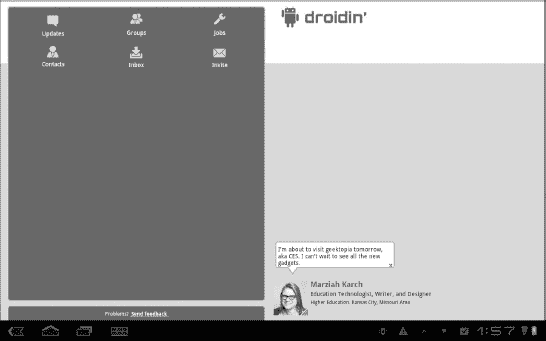 Updates
Groups
Jobs
Contacts
Inbox
Invite
Problems? Send feedback.
droidin'
I'm about to visit geektopia tomorrow,
aka CES. I can't wait to see all the new
gadgets.
Marziah Karch
Education Technologist, Writer, and Designer
Higher Education, Kansas City, Missouri Area
1:57